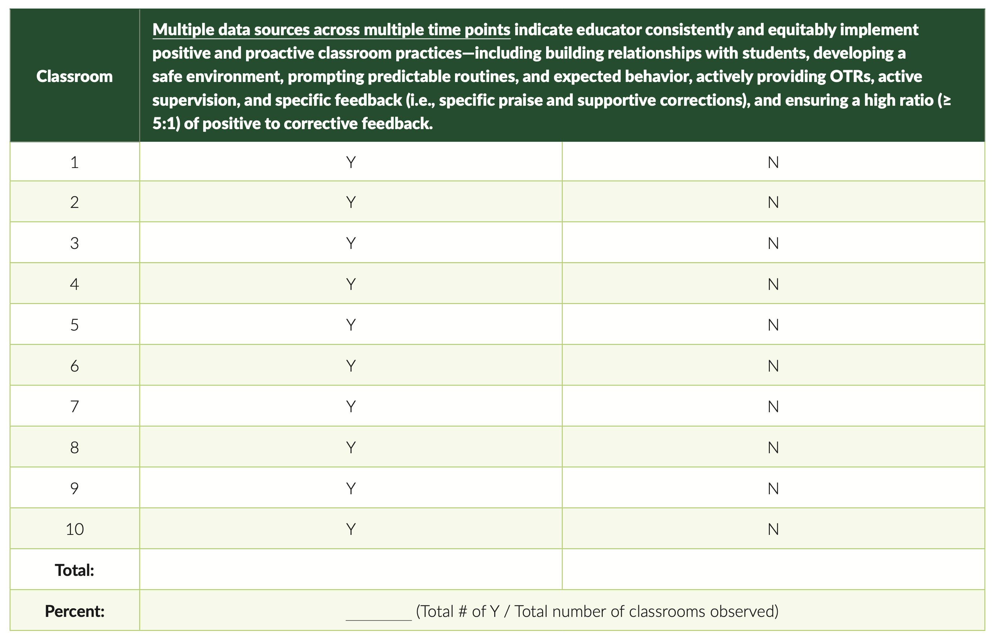 Classroom
Multiple data sources across multiple time points indicate educator consistently and equitably implement
positive and proactive classroom practices—including building relationships with students, developing a
safe environment, prompting predictable routines, and expected behavior, actively providing OTRs, active
supervision, and specific feedback (i.e., specific praise and supportive corrections), and ensuring a high ratio (≥
5:1) of positive to corrective feedback.
1 Y N
2 Y N
3 Y N
4 Y N
5 Y N
6 Y N
7 Y N
8 Y N
9 Y N
10 Y N
Total:
Percent: ________ (Total # of Y / Total number of classrooms observed)